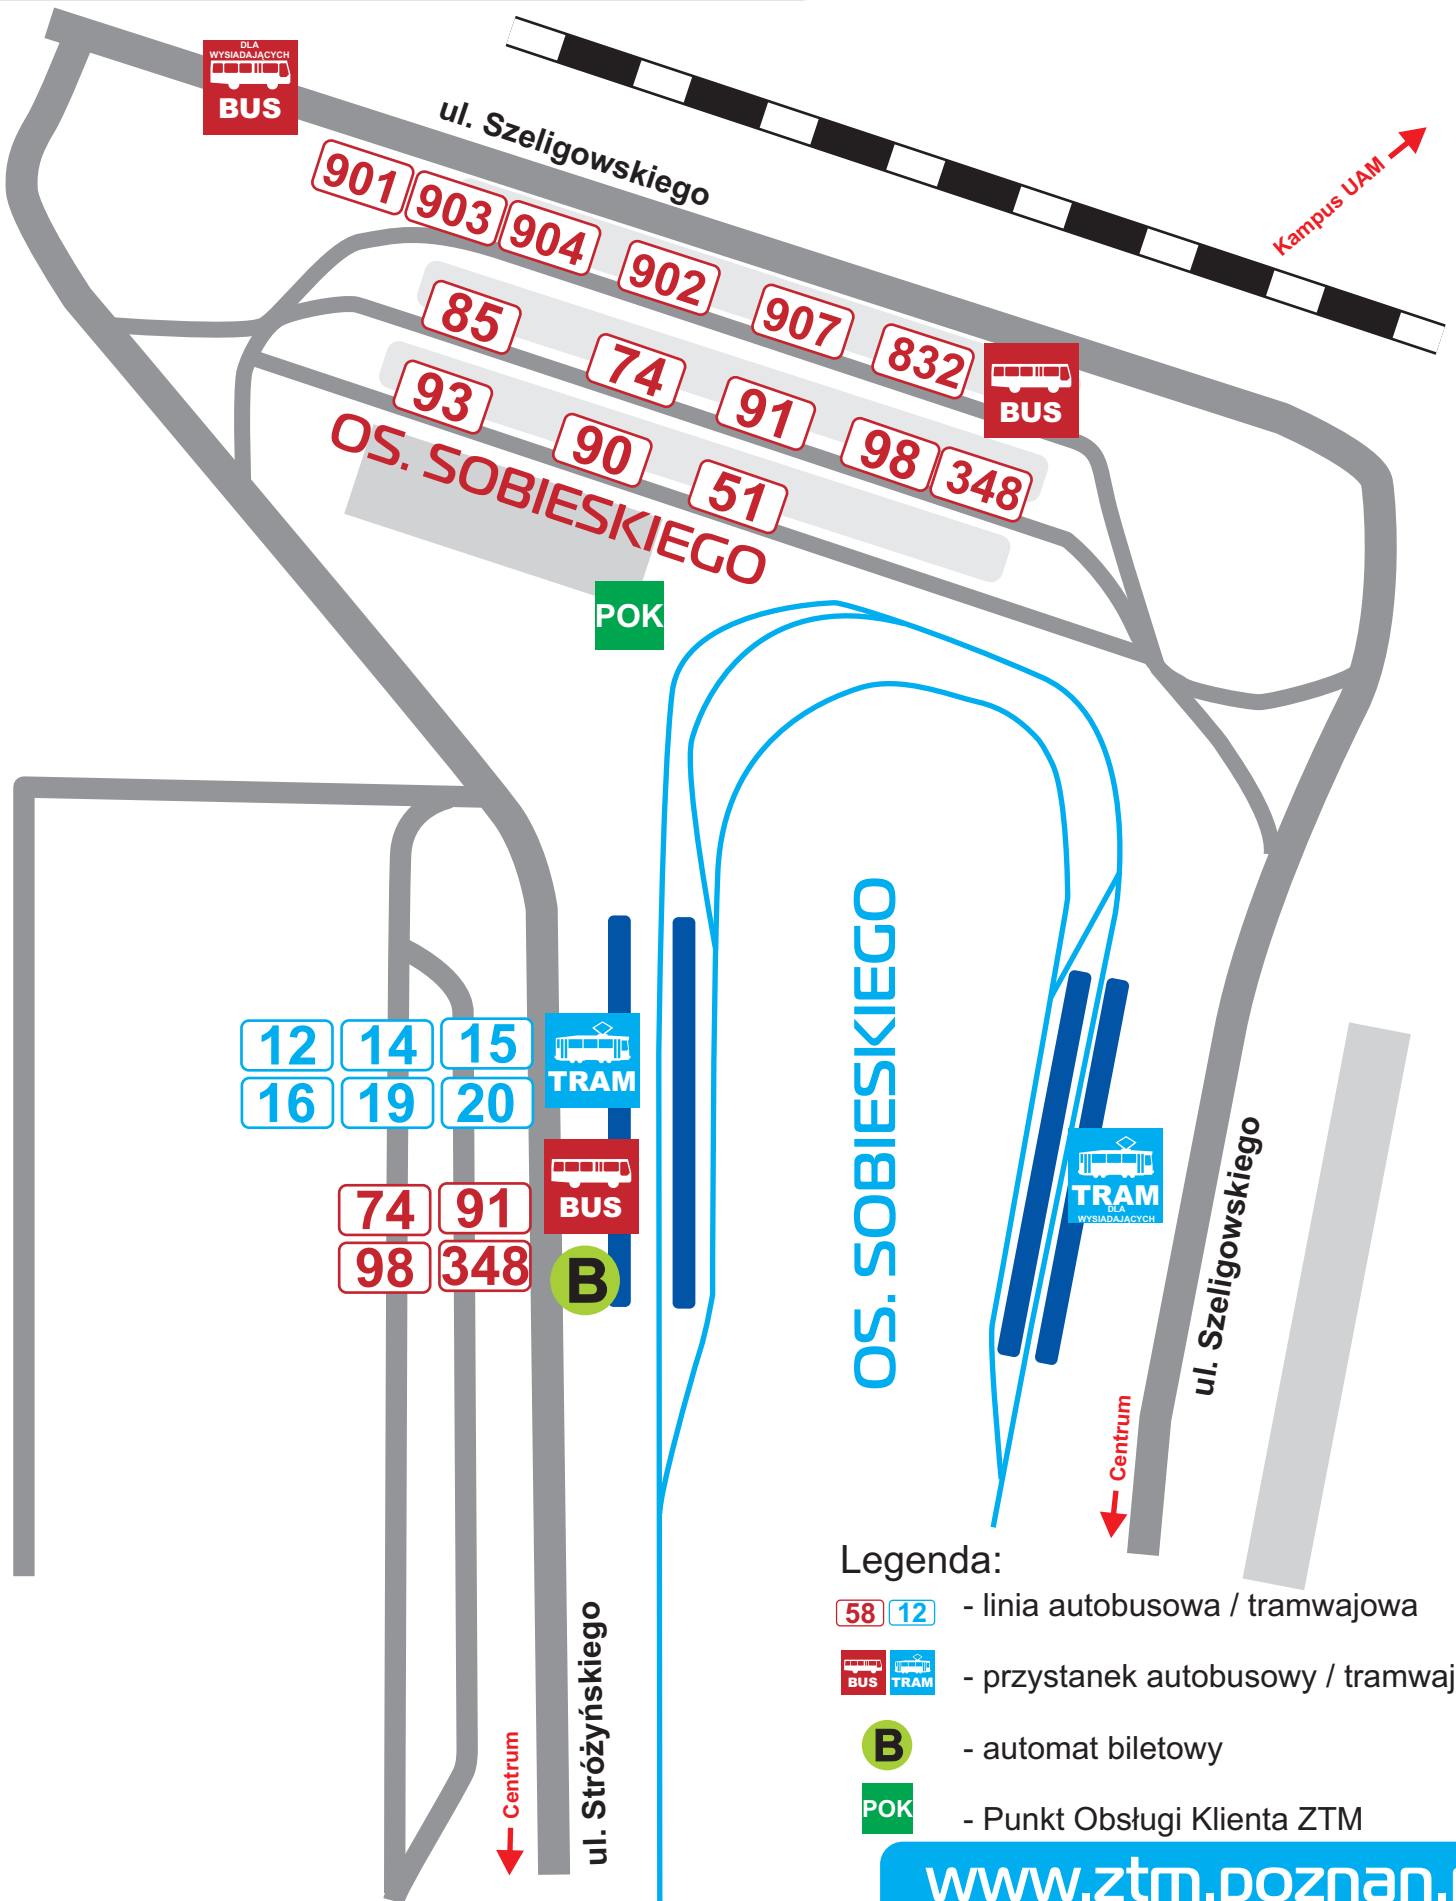 DLA
WYSIADAJĄCYCH
BUS
ul. Szeligowskiego
Kampus UAM
901
903
904
902
907
832
BUS
85
74
91
98
348
93
90
51
OS. SOBIESKIEGO
POK
12 14 15
16 19 20
TRAM
BUS
74 91
98 348
B
OS. SOBIESKIEGO
TRAM
DLA
WYSIADAJĄCYCH
ul. Szeligowskiego
Centrum
ul. Stróżyńskiego
Centrum
Legenda:
58 12 - linia autobusowa / tramwajowa
BUS TRAM - przystanek autobusowy / tramwaj
B - automat biletowy
POK - Punkt Obsługi Klienta ZTM
www.ztm.poznan.